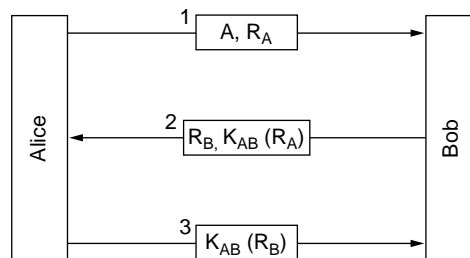 1
A, R_A
Alice
2
R_B, K_AB (R_A)
Bob
3
K_AB (R_B)